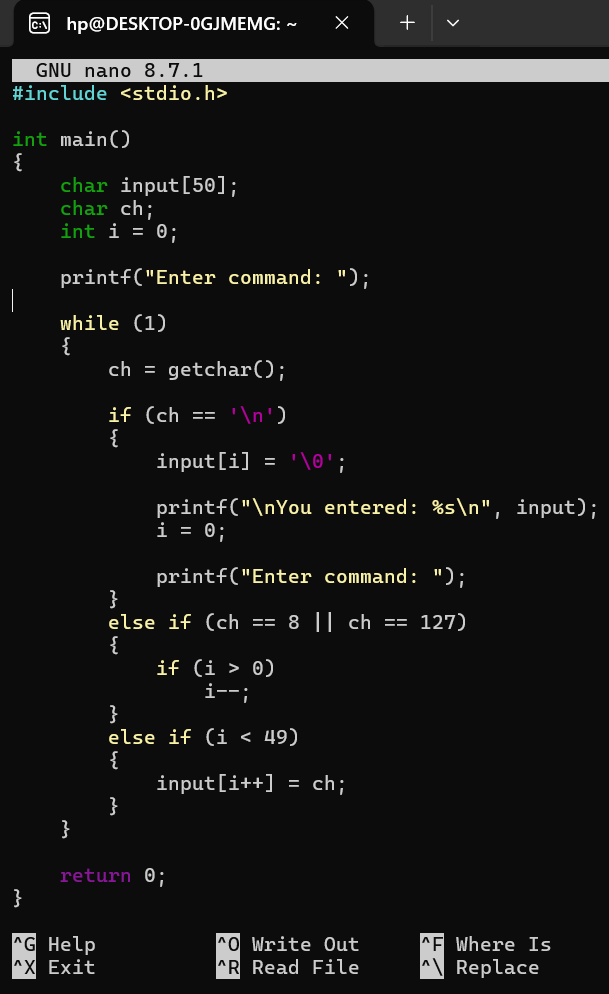 hp@DESKTOP-0GJMEMG: ~
GNU nano 8.7.1
#include <stdio.h>
int main()
{
    char input[50];
    char ch;
    int i = 0;
    printf("Enter command: ");
    while (1)
    {
        ch = getchar();
        if (ch == '\n')
        {
            input[i] = '\0';
            printf("\nYou entered: %s\n", input);
            i = 0;
            printf("Enter command: ");
        }
        else if (ch == 8 || ch == 127)
        {
            if (i > 0)
                i--;
        }
        else if (i < 49)
        {
            input[i++] = ch;
        }
    }
    return 0;
}
^G Help ^O Write Out ^F Where Is
^X Exit ^R Read File ^\ Replace